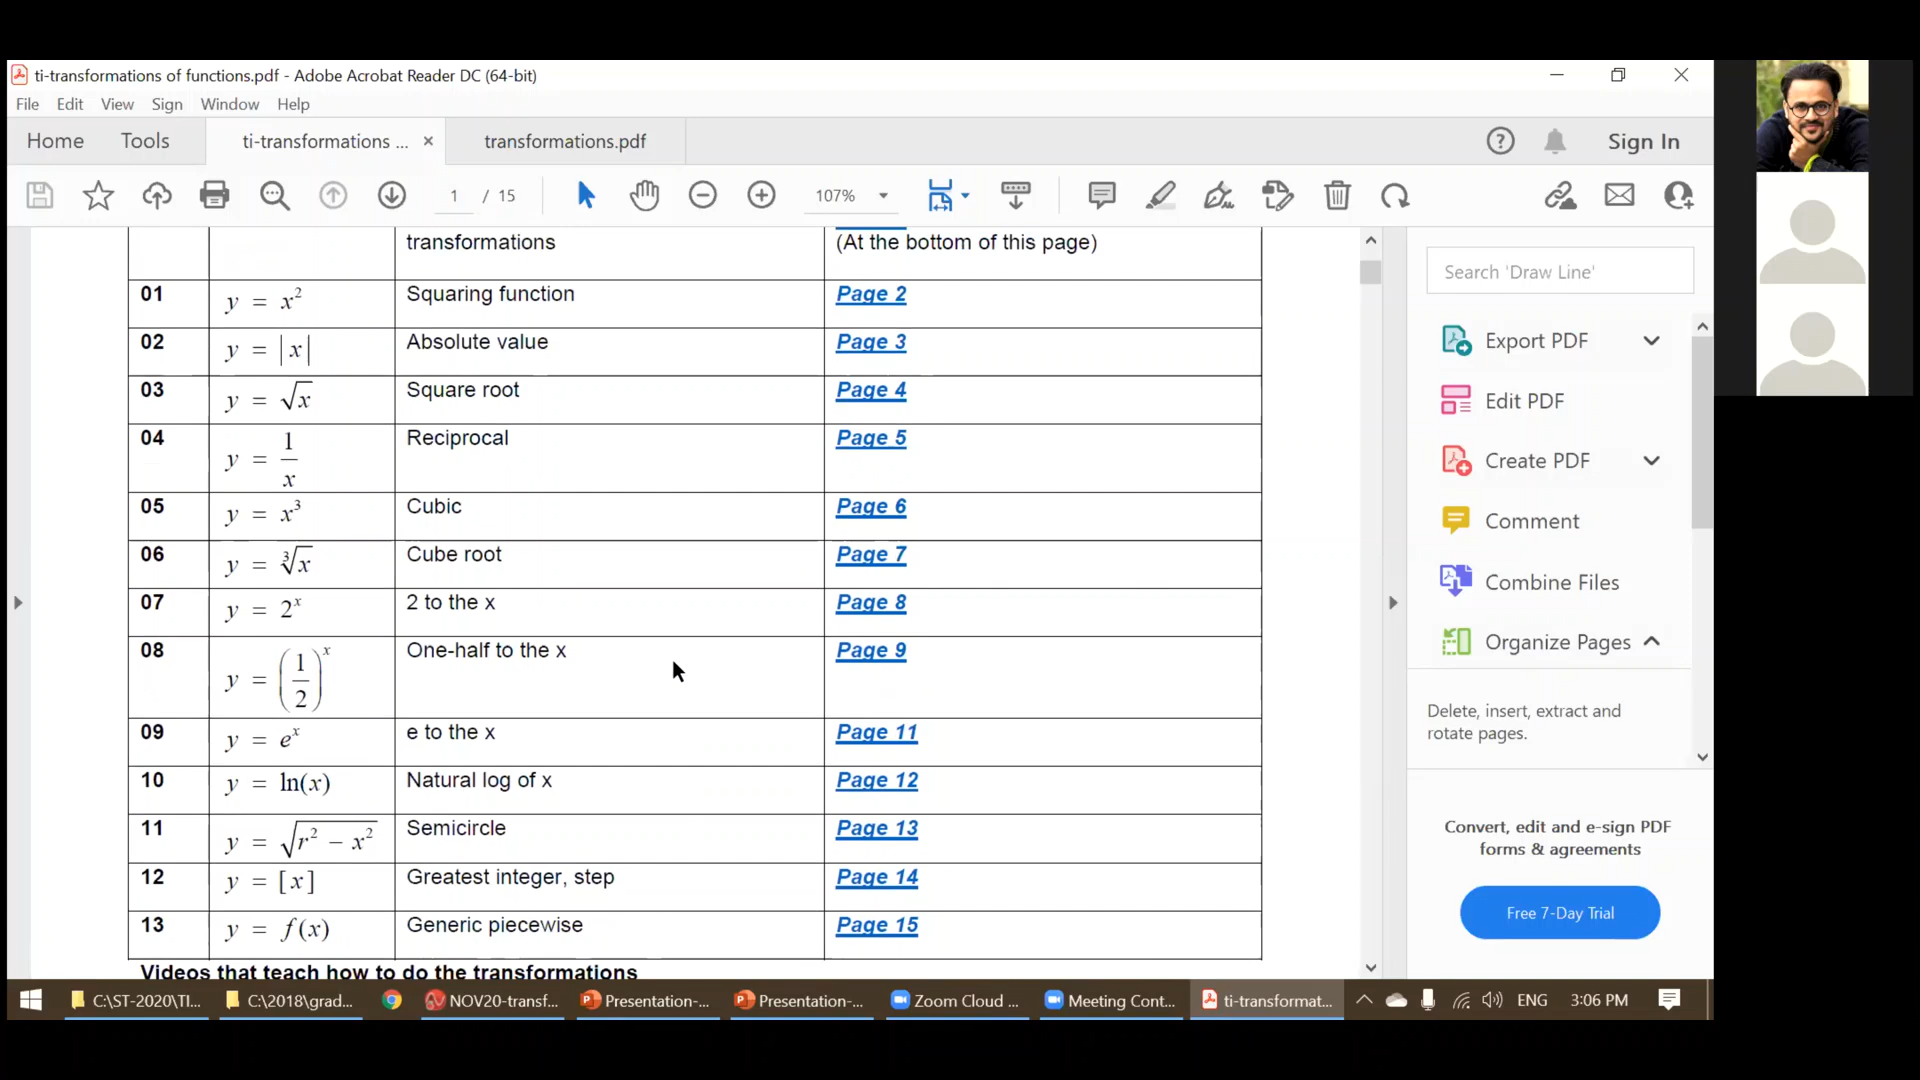 ti-transformations of functions.pdf - Adobe Acrobat Reader DC (64-bit)
File Edit View Sign Window Help
Home Tools ti-transformations ... × transformations.pdf Sign In
1 / 15 107%
transformations (At the bottom of this page)
01 y = x² Squaring function Page 2
02 y = |x| Absolute value Page 3
03 y = √x Square root Page 4
04 y = 1/x Reciprocal Page 5
05 y = x³ Cubic Page 6
06 y = ∛x Cube root Page 7
07 y = 2ˣ 2 to the x Page 8
08 y = (1/2)ˣ One-half to the x Page 9
09 y = eˣ e to the x Page 11
10 y = ln(x) Natural log of x Page 12
11 y = √(r² − x²) Semicircle Page 13
12 y = [x] Greatest integer, step Page 14
13 y = f(x) Generic piecewise Page 15
Videos that teach how to do the transformations
Search 'Draw Line'
Export PDF
Edit PDF
Create PDF
Comment
Combine Files
Organize Pages
Delete, insert, extract and
rotate pages.
Convert, edit and e-sign PDF
forms & agreements
Free 7-Day Trial
C:\ST-2020\TI... C:\2018\grad... NOV20-transf... Presentation-... Presentation-... Zoom Cloud ... Meeting Cont... ti-transformat... ENG 3:06 PM